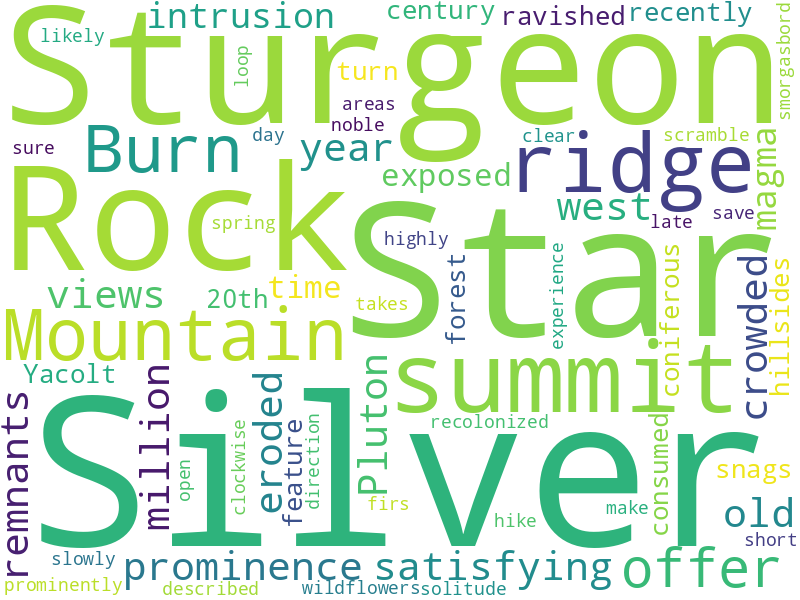 intrusion century ravished recently
likely Sturgeon smorgasbord
loop turn
areas
noble
sure Burn day year clear ridge scramble magma
exposed
Rock west late save
spring Star highly
views 20th time takes forest experience coniferous crowded hillsides
Mountain
Yacolt summit
remnants million Silver eroded Pluton
open clockwise feature direction firs recolonized consumed snags
hike make old
slowly short
prominence satisfying offer
prominently described wildflowers solitude